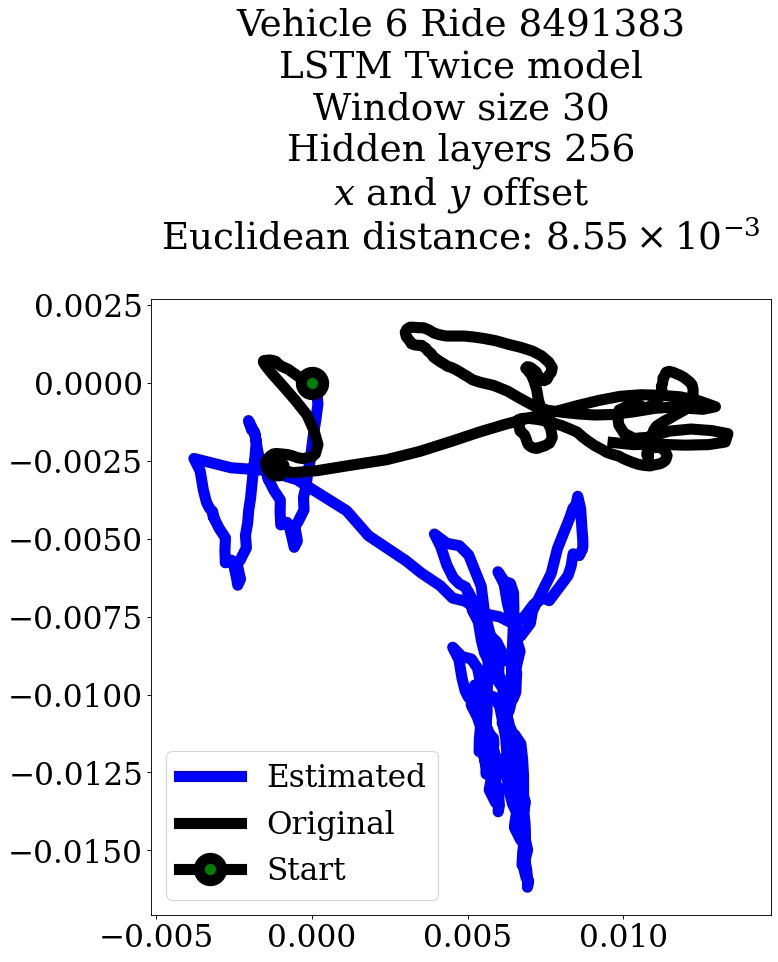 Vehicle 6 Ride 8491383
LSTM Twice model
Window size 30
Hidden layers 256
x and y offset
Euclidean distance: 8.55 × 10⁻³
0.0025
0.0000
−0.0025
−0.0050
−0.0075
−0.0100
−0.0125
−0.0150
Estimated
Original
Start
−0.005 0.000 0.005 0.010